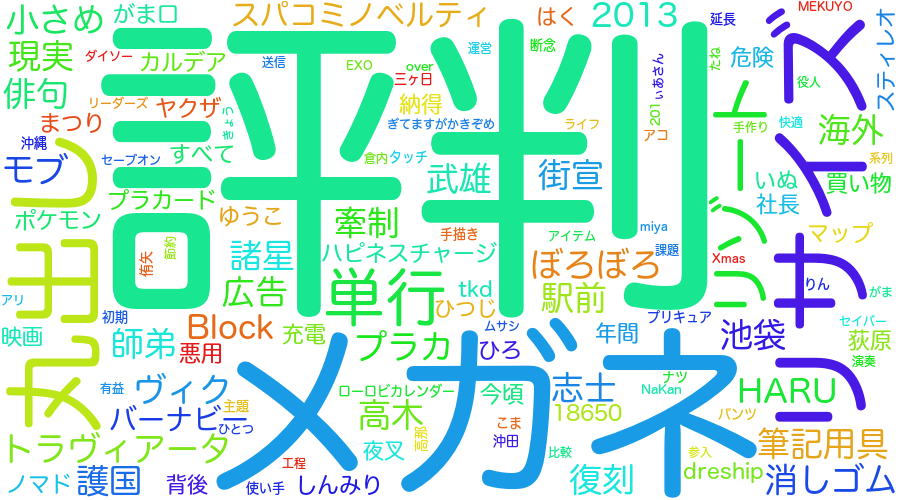 小さめ
がま口
スパコミノベルティ
はく
2013
延長
MEKUYO
現実
ダイソー
カルデア
送信
EXO
over
三ヶ日
運営
断念
たね
危険
役人
スティレオ
俳句
リーダーズ
ヤクザ
納得
201
いあさん
手作り
快適
まつり
きょう
ぎてますがかきぞめ
ライフ
アコ
海外
沖縄
セーブオン
すべて
倉内
タッチ
系列
モブ
評判
武雄
街宣
リゾート
いぬ
買い物
プラカード
牽制
社長
ポケモン
ゆうこ
手描き
miya
マップ
丸出し
侑矢
節約
諸星
ハピネスチャージ
アイテム
課題
ぼろぼろ
Xmas
リサイズ
りん
アリ
初期
広告
単行
tkd
ひつじ
駅前
プリキュア
がま
セイバー
映画
師弟
Block
充電
プラカ
ムサシ
ひろ
年間
池袋
荻原
悪用
演奏
メガネ
有益
ヴィク
ローロビカレンダー
今頃
志士
ナツ
NaKan
HARU
バーナビ
主題
ひとつ
高木
こま
18650
パンツ
トラヴィアータ
夜叉
高那
沖田
比較
参入
筆記用具
ノマド
護国
背後
工程
使い手
しんみり
復刻
dreship
消しゴム